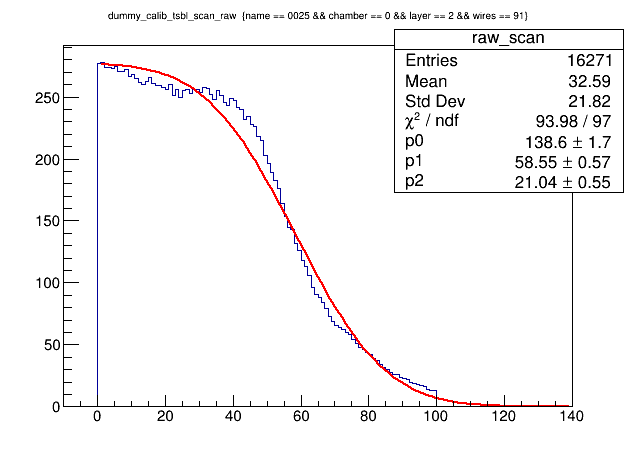 dummy_calib_tsbl_scan_raw {name == 0025 && chamber == 0 && layer == 2 && wires == 91}
raw_scan
Entries 16271
Mean 32.59
Std Dev 21.82
χ² / ndf 93.98 / 97
p0 138.6 ± 1.7
p1 58.55 ± 0.57
p2 21.04 ± 0.55
250
200
150
100
50
0
0 20 40 60 80 100 120 140